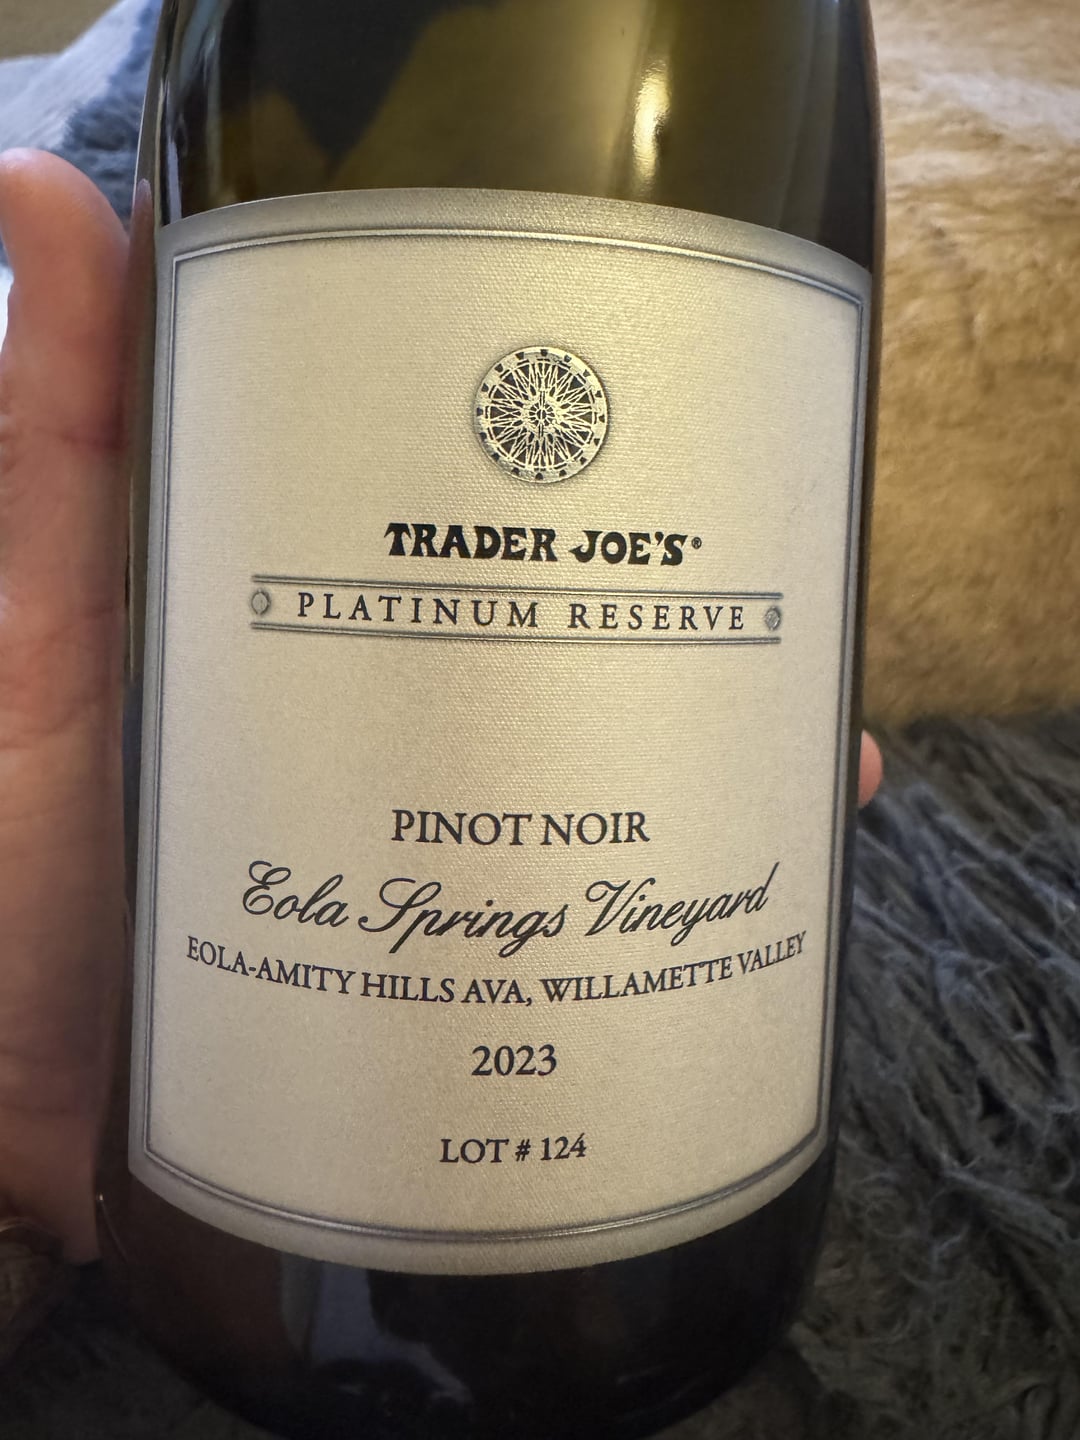 TRADER JOE'S®
PLATINUM RESERVE
PINOT NOIR
Eola Springs Vineyard
EOLA-AMITY HILLS AVA, WILLAMETTE VALLEY
2023
LOT # 124